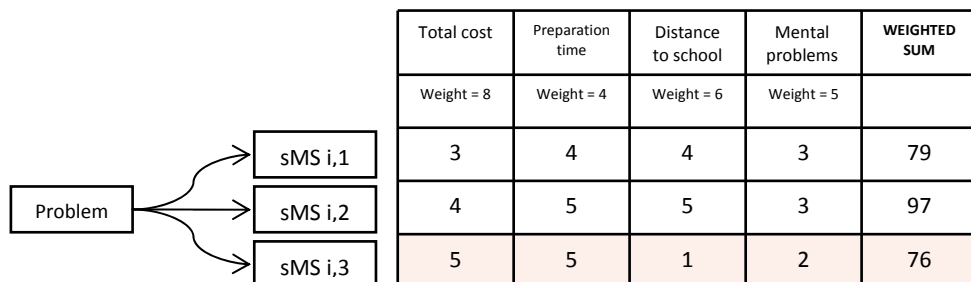 Total cost Preparation time Distance to school Mental problems WEIGHTED SUM
Weight = 8 Weight = 4 Weight = 6 Weight = 5
sMS i,1 3 4 4 3 79
Problem sMS i,2 4 5 5 3 97
sMS i,3 5 5 1 2 76